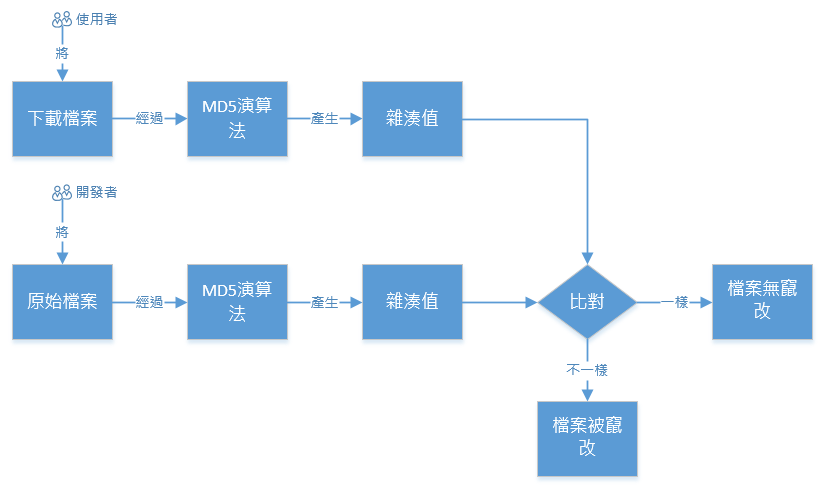 使用者
將
下載檔案
經過
MD5演算
法
產生
雜湊值
開發者
將
原始檔案
經過
MD5演算
法
產生
雜湊值
比對
一樣
檔案無竄
改
不一樣
檔案被竄
改